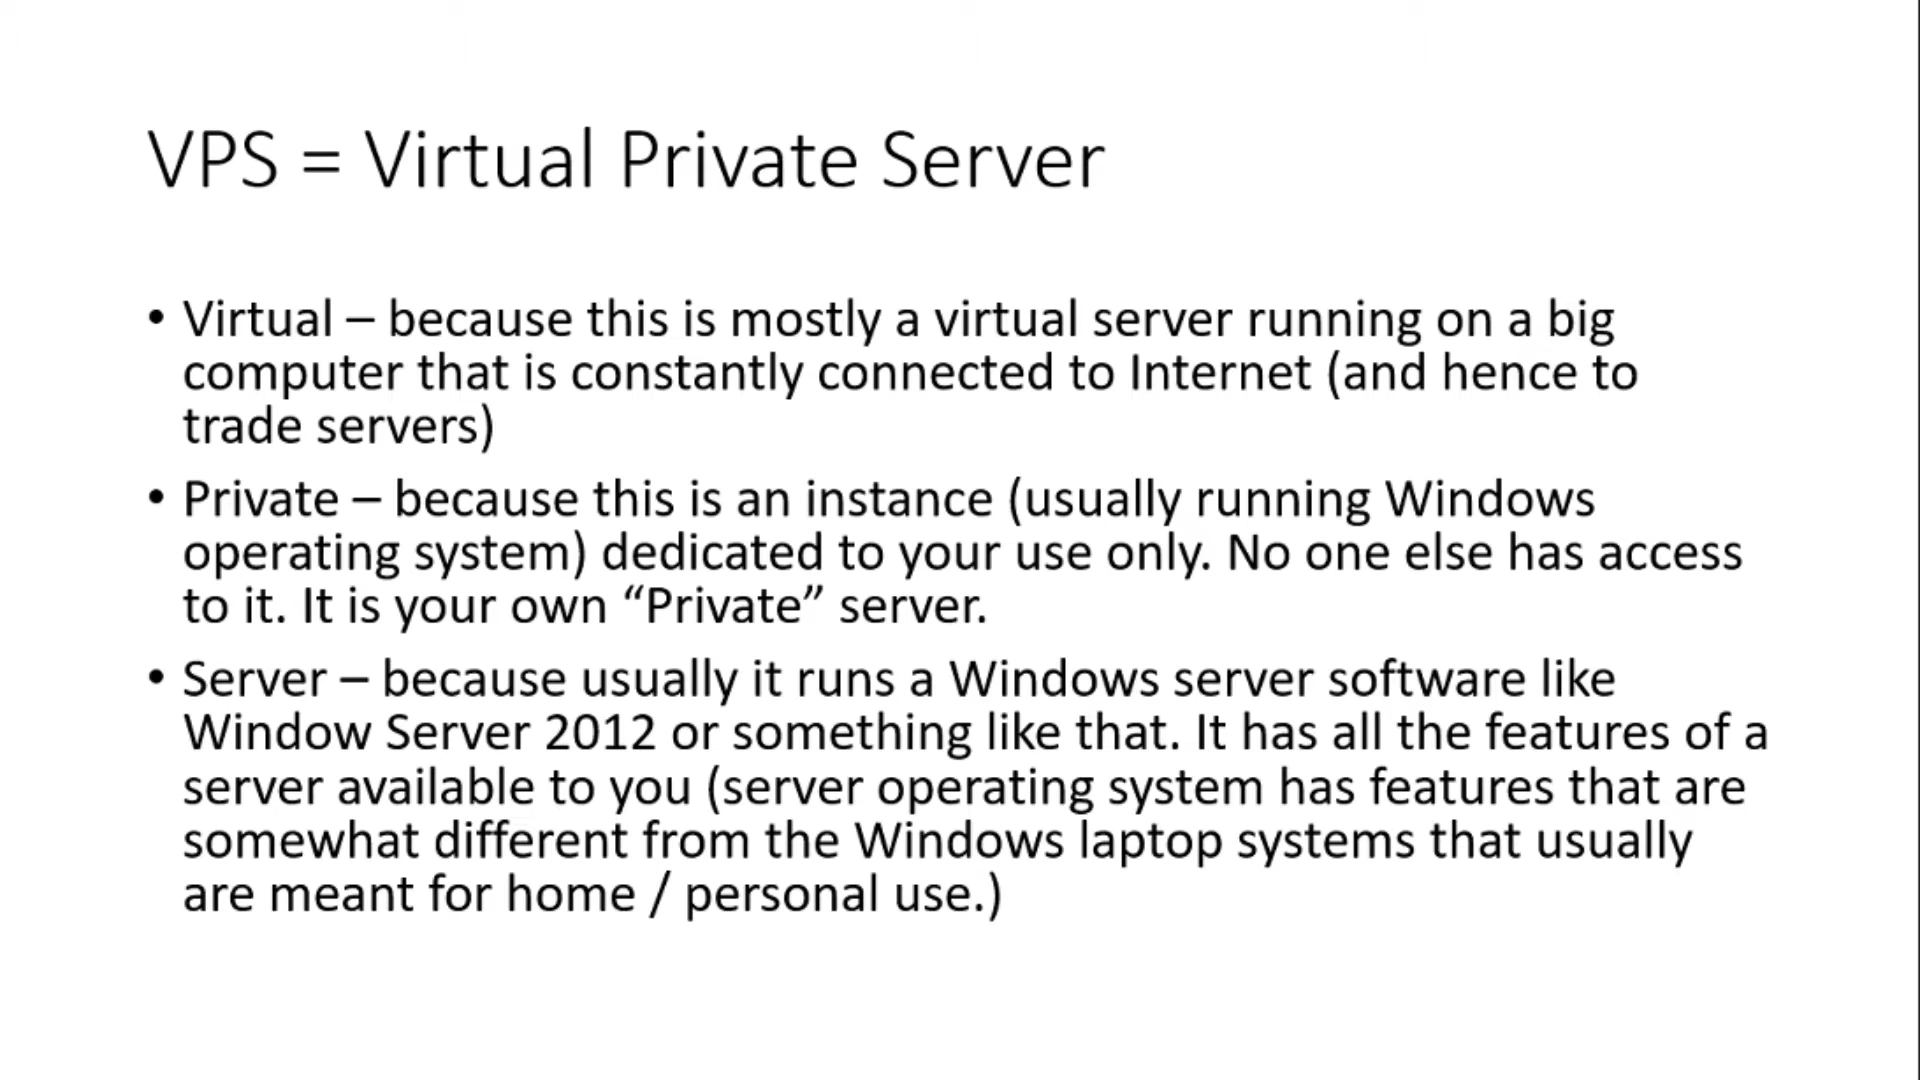 VPS = Virtual Private Server
• Virtual – because this is mostly a virtual server running on a big
computer that is constantly connected to Internet (and hence to
trade servers)
• Private – because this is an instance (usually running Windows
operating system) dedicated to your use only. No one else has access
to it. It is your own “Private” server.
• Server – because usually it runs a Windows server software like
Window Server 2012 or something like that. It has all the features of a
server available to you (server operating system has features that are
somewhat different from the Windows laptop systems that usually
are meant for home / personal use.)